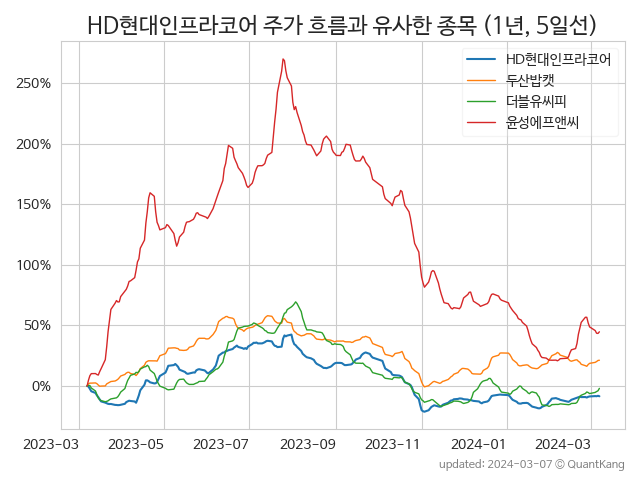 HD현대인프라코어 주가 흐름과 유사한 종목 (1년, 5일선)
HD현대인프라코어
두산밥캣
더블유씨피
윤성에프앤씨
250%
200%
150%
100%
50%
0%
2023-03 2023-05 2023-07 2023-09 2023-11 2024-01 2024-03
updated: 2024-03-07 © QuantKang